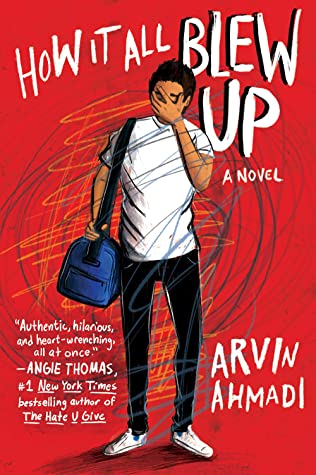 HOW IT ALL
BLEW
UP
A NOVEL
"Authentic, hilarious,
and heart-wrenching,
all at once."
—ANGIE THOMAS,
#1 New York Times
bestselling author of
The Hate U Give
ARVIN
AHMADI